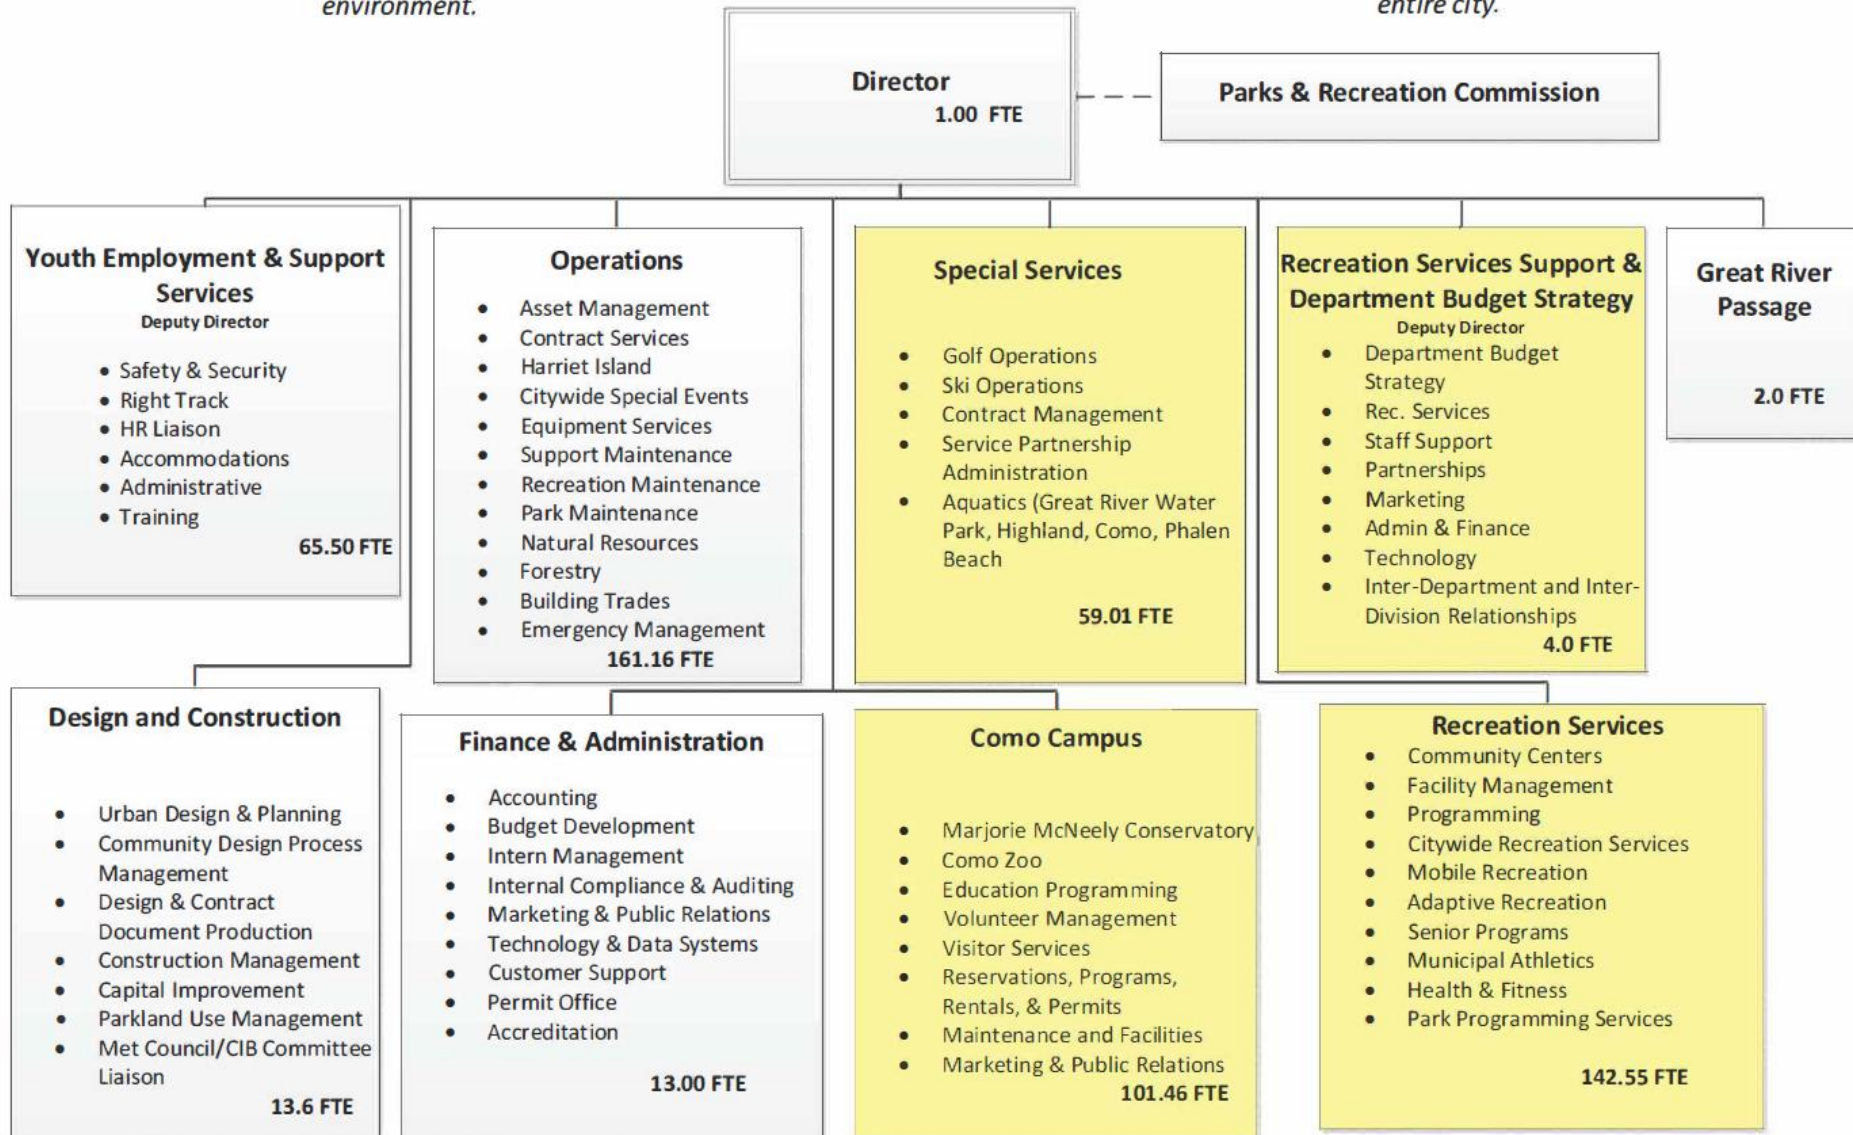 environment.
entire city.
Director
1.00 FTE
Parks & Recreation Commission
Youth Employment & Support
Services
Deputy Director
• Safety & Security
• Right Track
• HR Liaison
• Accommodations
• Administrative
• Training
65.50 FTE
Operations
• Asset Management
• Contract Services
• Harriet Island
• Citywide Special Events
• Equipment Services
• Support Maintenance
• Recreation Maintenance
• Park Maintenance
• Natural Resources
• Forestry
• Building Trades
• Emergency Management
161.16 FTE
Special Services
• Golf Operations
• Ski Operations
• Contract Management
• Service Partnership
Administration
• Aquatics (Great River Water
Park, Highland, Como, Phalen
Beach
59.01 FTE
Recreation Services Support &
Department Budget Strategy
Deputy Director
• Department Budget
Strategy
• Rec. Services
• Staff Support
• Partnerships
• Marketing
• Admin & Finance
• Technology
• Inter-Department and Inter-
Division Relationships
4.0 FTE
Great River
Passage
2.0 FTE
Design and Construction
• Urban Design & Planning
• Community Design Process
Management
• Design & Contract
Document Production
• Construction Management
• Capital Improvement
• Parkland Use Management
• Met Council/CIB Committee
Liaison
13.6 FTE
Finance & Administration
• Accounting
• Budget Development
• Intern Management
• Internal Compliance & Auditing
• Marketing & Public Relations
• Technology & Data Systems
• Customer Support
• Permit Office
• Accreditation
13.00 FTE
Como Campus
• Marjorie McNeely Conservatory
• Como Zoo
• Education Programming
• Volunteer Management
• Visitor Services
• Reservations, Programs,
Rentals, & Permits
• Maintenance and Facilities
• Marketing & Public Relations
101.46 FTE
Recreation Services
• Community Centers
• Facility Management
• Programming
• Citywide Recreation Services
• Mobile Recreation
• Adaptive Recreation
• Senior Programs
• Municipal Athletics
• Health & Fitness
• Park Programming Services
142.55 FTE